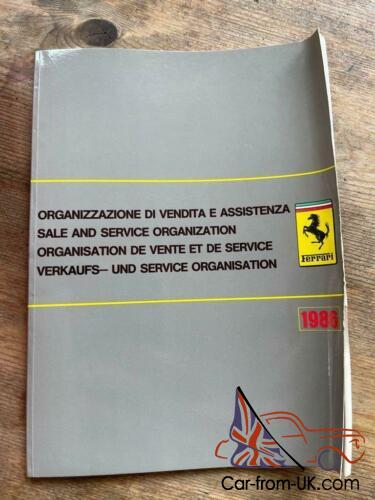 ORGANIZZAZIONE DI VENDITA E ASSISTENZA
SALE AND SERVICE ORGANIZATION
ORGANISATION DE VENTE ET DE SERVICE
VERKAUFS— UND SERVICE ORGANISATION
Ferrari
1986
Car-from-UK.com